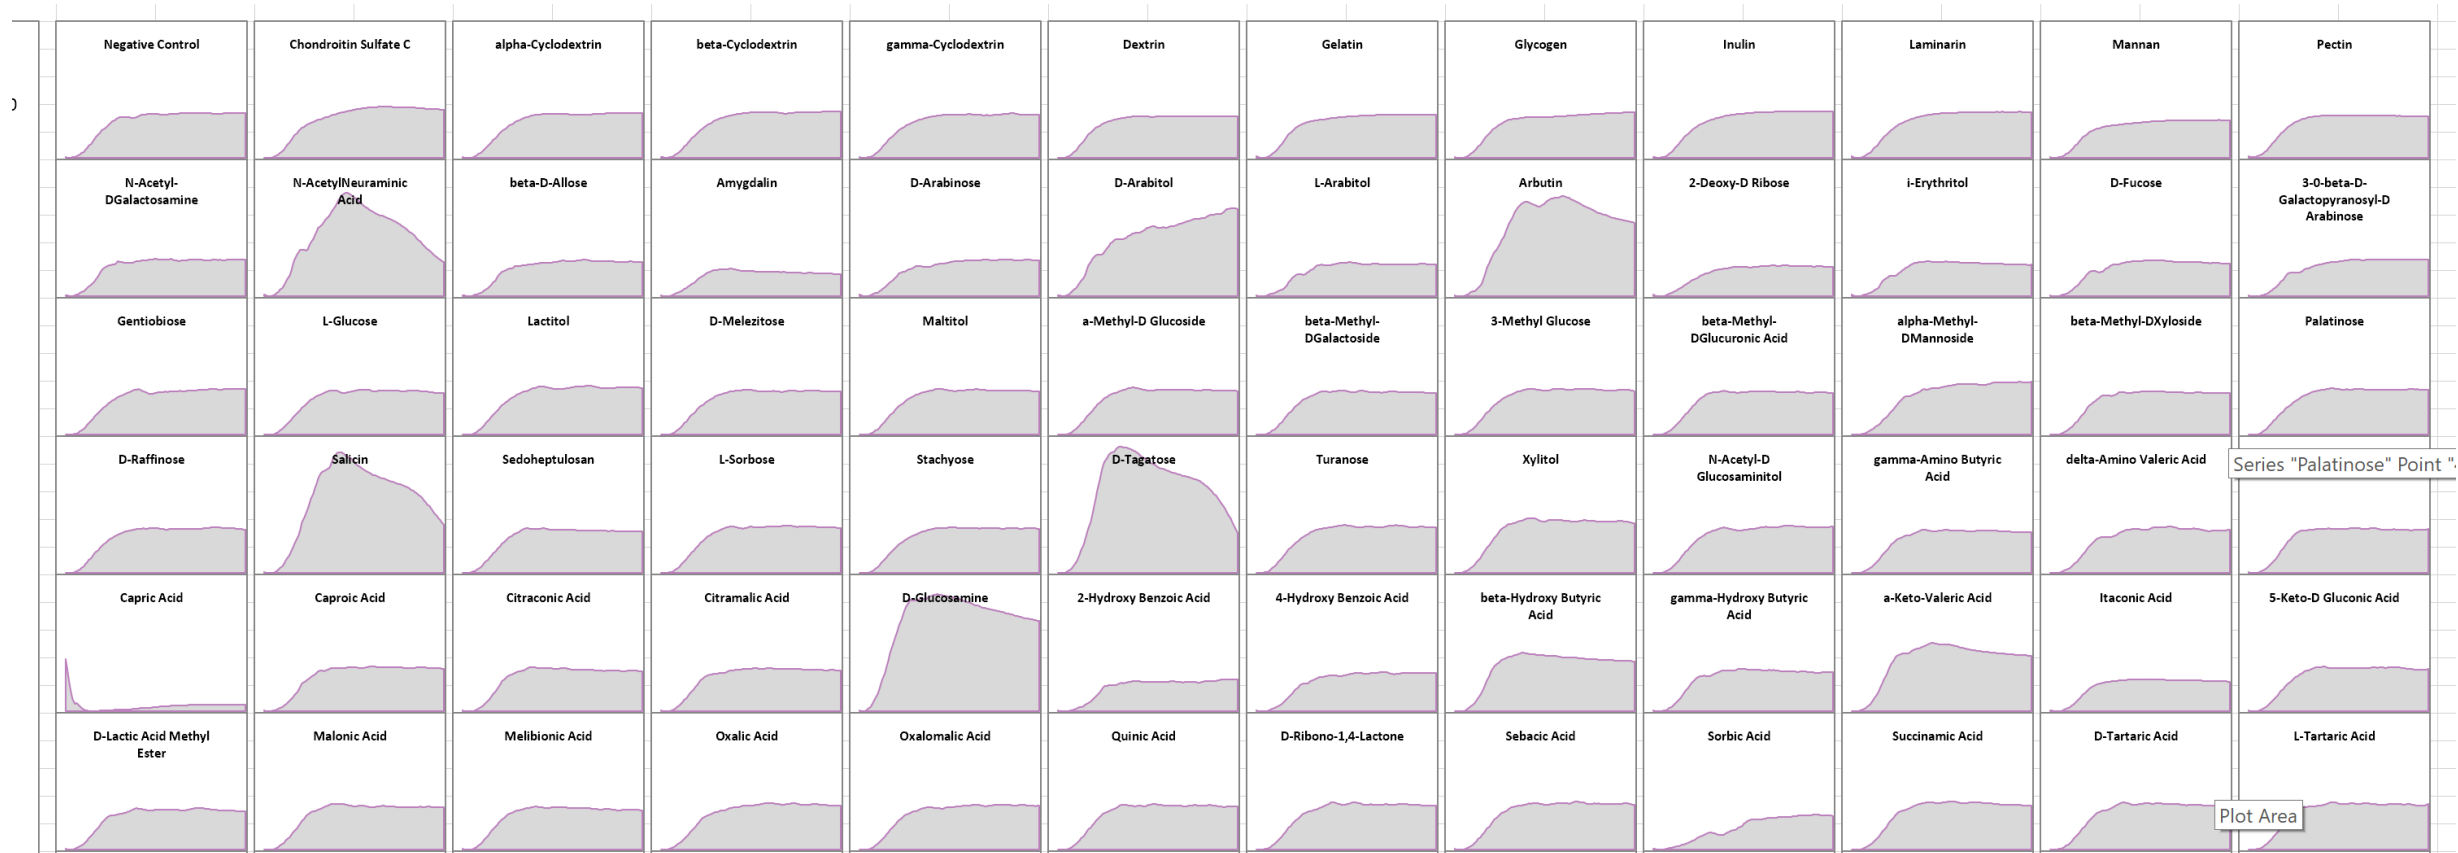 Negative Control
Chondroitin Sulfate C
alpha-Cyclodextrin
beta-Cyclodextrin
gamma-Cyclodextrin
Dextrin
Gelatin
Glycogen
Inulin
Laminarin
Mannan
Pectin
N-Acetyl-
DGalactosamine
N-AcetylNeuraminic
Acid
beta-D-Allose
Amygdalin
D-Arabinose
D-Arabitol
L-Arabitol
Arbutin
2-Deoxy-D Ribose
i-Erythritol
D-Fucose
3-0-beta-D-
Galactopyranosyl-D
Arabinose
Gentiobiose
L-Glucose
Lactitol
D-Melezitose
Maltitol
a-Methyl-D Glucoside
beta-Methyl-
DGalactoside
3-Methyl Glucose
beta-Methyl-
DGlucuronic Acid
alpha-Methyl-
DMannoside
beta-Methyl-DXyloside
Palatinose
D-Raffinose
Salicin
Sedoheptulosan
L-Sorbose
Stachyose
D-Tagatose
Turanose
Xylitol
N-Acetyl-D
Glucosaminitol
gamma-Amino Butyric
Acid
delta-Amino Valeric Acid
Series "Palatinose" Point "
Capric Acid
Caproic Acid
Citraconic Acid
Citramalic Acid
D-Glucosamine
2-Hydroxy Benzoic Acid
4-Hydroxy Benzoic Acid
beta-Hydroxy Butyric
Acid
gamma-Hydroxy Butyric
Acid
a-Keto-Valeric Acid
Itaconic Acid
5-Keto-D Gluconic Acid
D-Lactic Acid Methyl
Ester
Malonic Acid
Melibionic Acid
Oxalic Acid
Oxalomalic Acid
Quinic Acid
D-Ribono-1,4-Lactone
Sebacic Acid
Sorbic Acid
Succinamic Acid
D-Tartaric Acid
L-Tartaric Acid
Plot Area